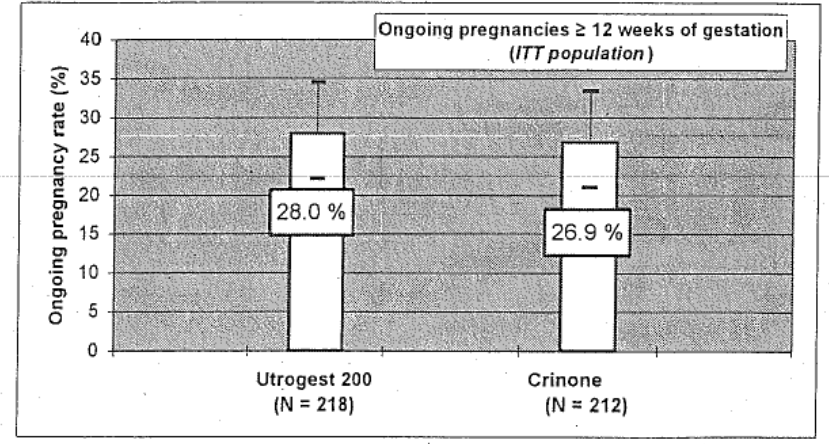 Ongoing pregnancies ≥ 12 weeks of gestation
(ITT population)
Ongoing pregnancy rate (%)
40
35
30
25
20
15
10
5
0
28.0 %
26.9 %
Utrogest 200
(N = 218)
Crinone
(N = 212)